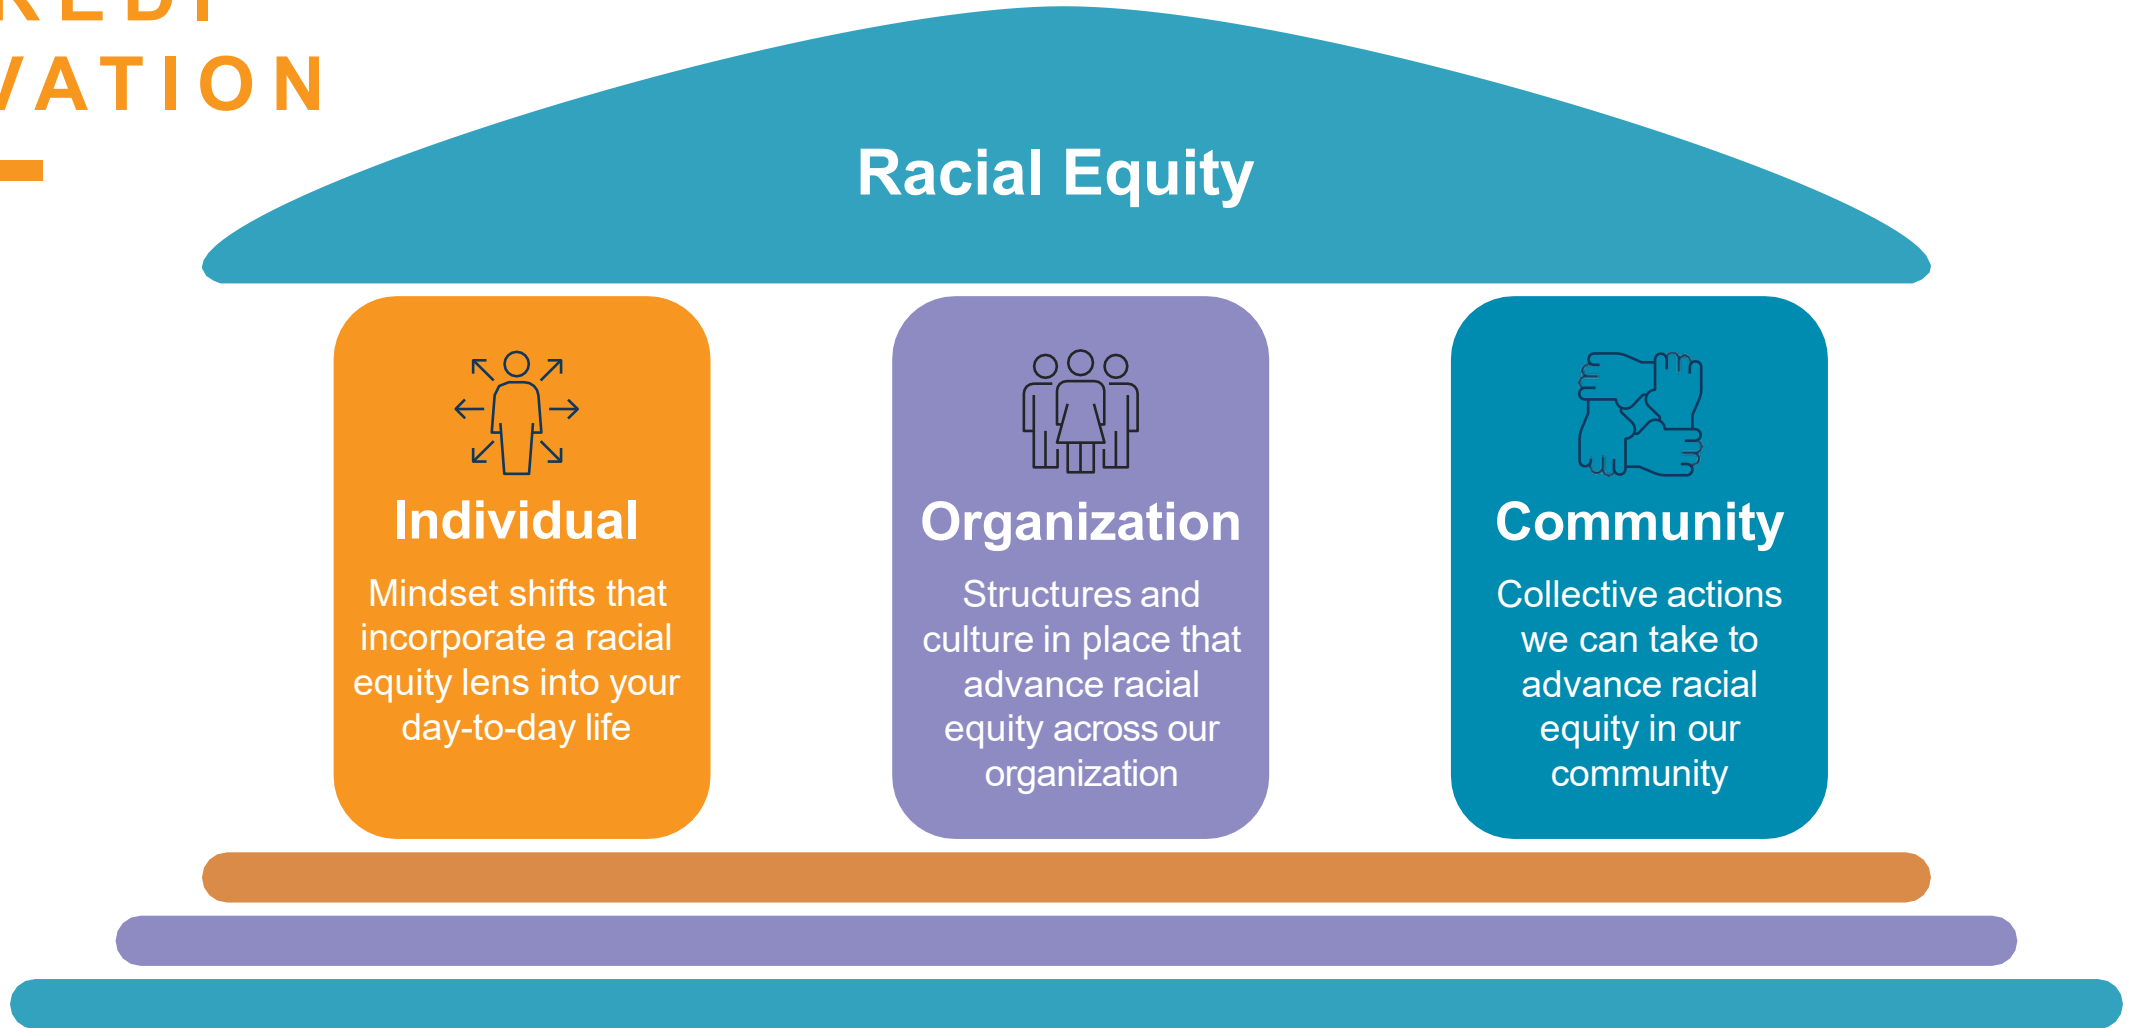 REDI
VATION
Racial Equity
Individual
Mindset shifts that
incorporate a racial
equity lens into your
day-to-day life
Organization
Structures and
culture in place that
advance racial
equity across our
organization
Community
Collective actions
we can take to
advance racial
equity in our
community